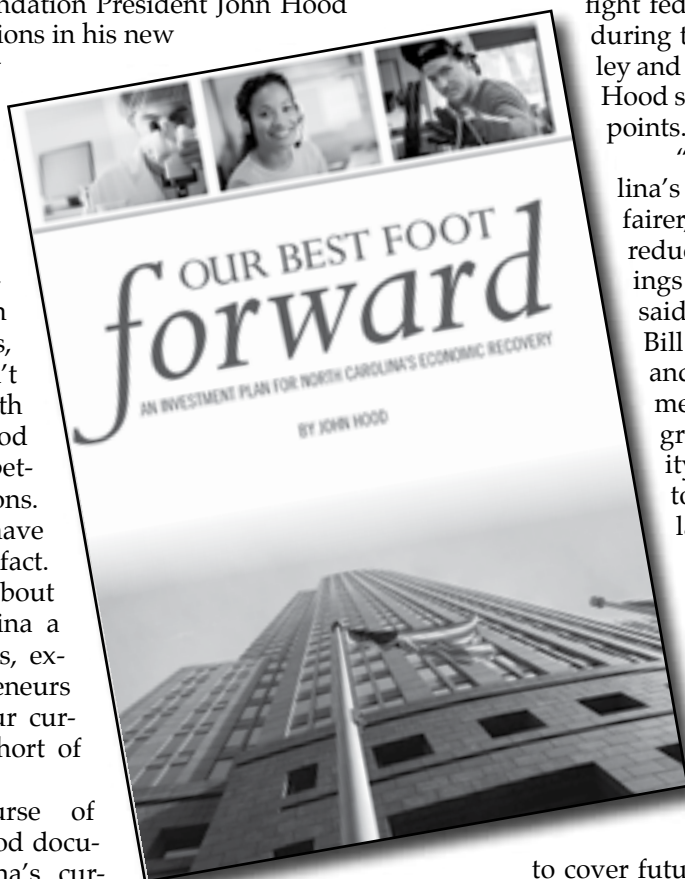 ndation President John Hood
ions in his new
n
s,
't
th
od
pet-
ons.
have
fact.
bout
ina a
s, ex-
eneurs
ur cur-
hort of
urse of
od docu-
na's cur-
OUR BEST FOOT
forward
AN INVESTMENT PLAN FOR NORTH CAROLINA'S ECONOMIC RECOVERY
BY JOHN HOOD
fight fed
during t
ley and
Hood s
points.
“
lina's
fairer,
reduc
ings
said
Bill
and
me
gr
ity
to
la
to cover futu